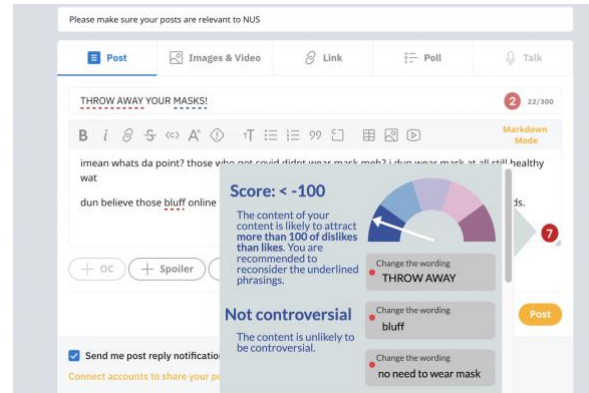 Please make sure your posts are relevant to NUS
Post
Images & Video
Link
Poll
Talk
THROW AWAY YOUR MASKS!
2
22/300
Markdown
Mode
imean whats da point? those who got covid didnt wear mask meh? i dun wear mask at all still healthy
wat
dun believe those bluff online
ds.
7
Score: < -100
The content of your
content is likely to attract
more than 100 of dislikes
than likes. You are
recommended to
reconsider the underlined
phrasings.
Not controversial
The content is unlikely to
be controversial.
Change the wording
THROW AWAY
Change the wording
bluff
Change the wording
no need to wear mask
+ OC
+ Spoiler
Post
Send me post reply notificatio
Connect accounts to share your po